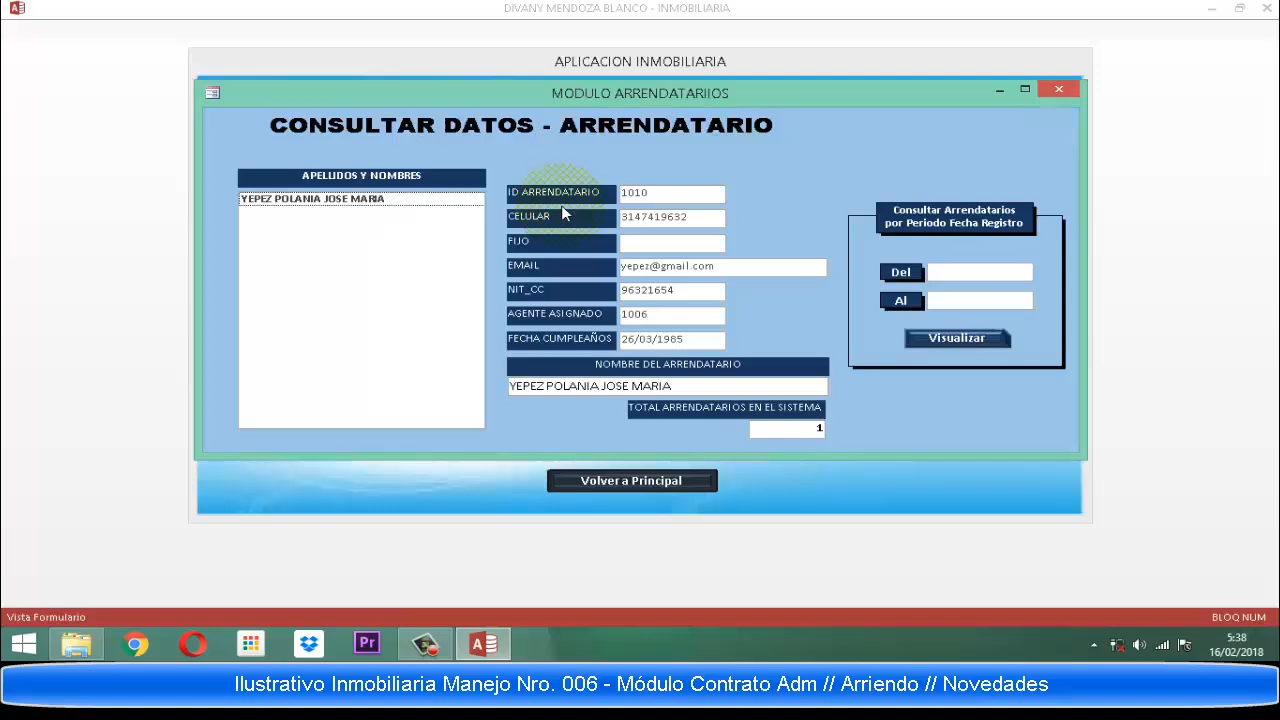 DIVANY MENDOZA BLANCO - INMOBILIARIA
APLICACION INMOBILIARIA
MODULO ARRENDATARIIOS
CONSULTAR DATOS - ARRENDATARIO
APELLIDOS Y NOMBRES
YEPEZ POLANIA JOSE MARIA
ID ARRENDATARIO 1010
CELULAR 3147419632
FIJO
EMAIL yepez@gmail.com
NIT_CC 96321654
AGENTE ASIGNADO 1006
FECHA CUMPLEAÑOS 26/03/1985
NOMBRE DEL ARRENDATARIO
YEPEZ POLANIA JOSE MARIA
TOTAL ARRENDATARIOS EN EL SISTEMA
1
Consultar Arrendatarios
por Periodo Fecha Registro
Del
Al
Visualizar
Volver a Principal
Vista Formulario
BLOQ NUM
Pr
5:38
16/02/2018
Ilustrativo Inmobiliaria Manejo Nro. 006 - Módulo Contrato Adm // Arriendo // Novedades